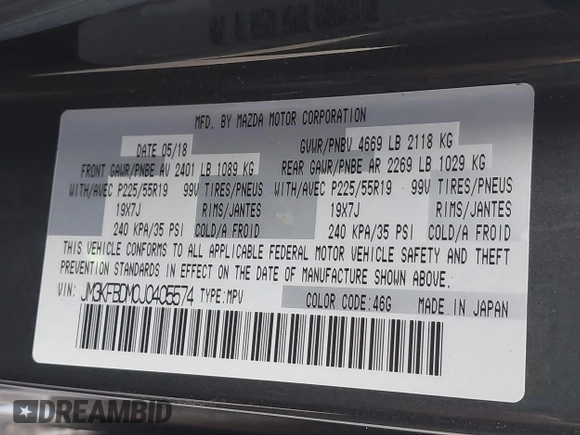 MFD. BY MAZDA MOTOR CORPORATION
DATE 05/18 GVWR/PNBV 4669 LB 2118 KG
FRONT GAWR/PNBE AV 2401 LB 1089 KG REAR GAWR/PNBE AR 2269 LB 1029 KG
WITH/AVEC P225/55R19 99V TIRES/PNEUS WITH/AVEC P225/55R19 99V TIRES/PNEUS
19X7J RIMS/JANTES 19X7J RIMS/JANTES
240 KPA/35 PSI COLD/A FROID 240 KPA/35 PSI COLD/A FROID
THIS VEHICLE CONFORMS TO ALL APPLICABLE FEDERAL MOTOR VEHICLE SAFETY AND THEFT
PREVENTION STANDARDS IN EFFECT ON THE DATE OF MANUFACTURE SHOWN ABOVE.
VIN: JM3KFBDM0J0405574 TYPE:MPV COLOR CODE:46G MADE IN JAPAN
DREAMBID